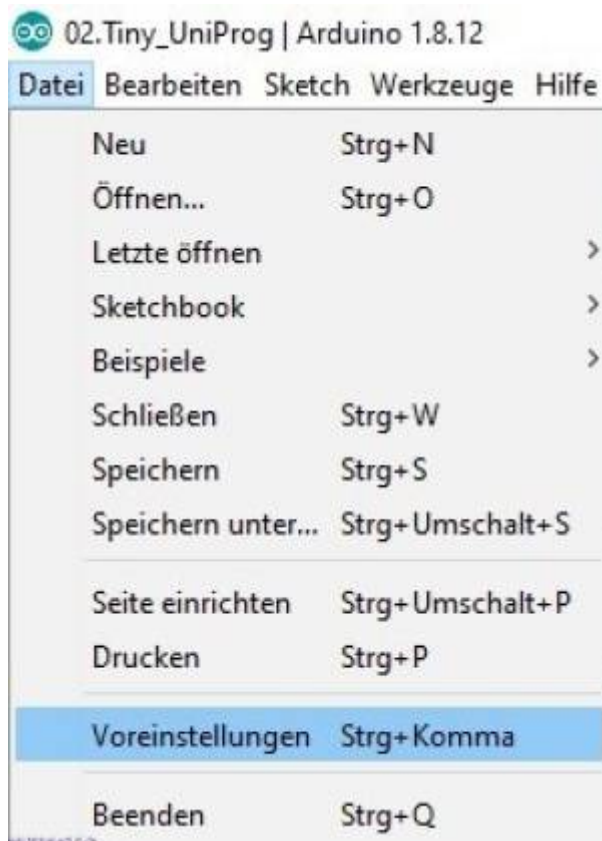 02.Tiny_UniProg | Arduino 1.8.12
Datei Bearbeiten Sketch Werkzeuge Hilfe
Neu Strg+N
Öffnen... Strg+O
Letzte öffnen
Sketchbook
Beispiele
Schließen Strg+W
Speichern Strg+S
Speichern unter... Strg+Umschalt+S
Seite einrichten Strg+Umschalt+P
Drucken Strg+P
Voreinstellungen Strg+Komma
Beenden Strg+Q